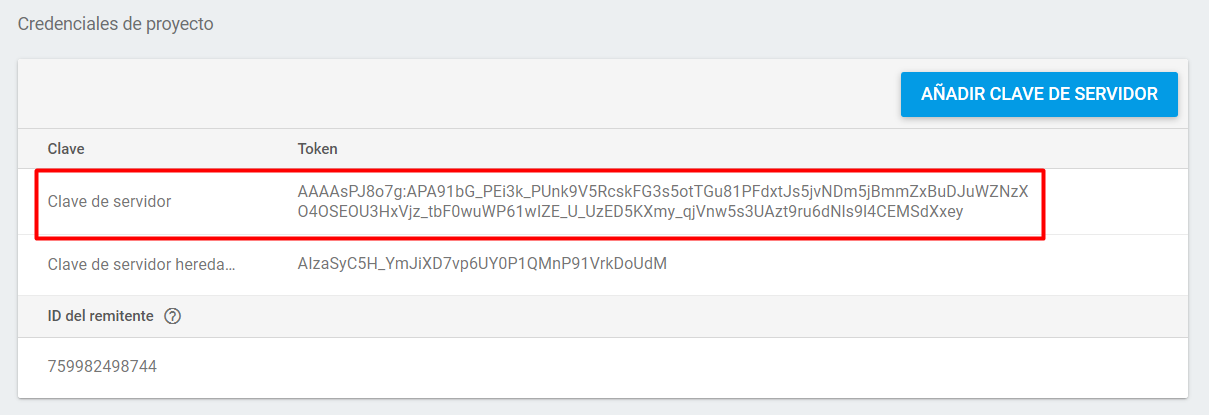 Credenciales de proyecto
AÑADIR CLAVE DE SERVIDOR
Clave Token
Clave de servidor AAAAsPJ8o7g:APA91bG_PEi3k_PUnk9V5RcskFG3s5otTGu81PFdxtJs5jvNDm5jBmmZxBuDJuWZNzX
O4OSEOU3HxVjz_tbF0wuWP61wIZE_U_UzED5KXmy_qjVnw5s3UAzt9ru6dNIs9I4CEMSdXxey
Clave de servidor hereda... AIzaSyC5H_YmJiXD7vp6UY0P1QMnP91VrkDoUdM
ID del remitente ?
759982498744